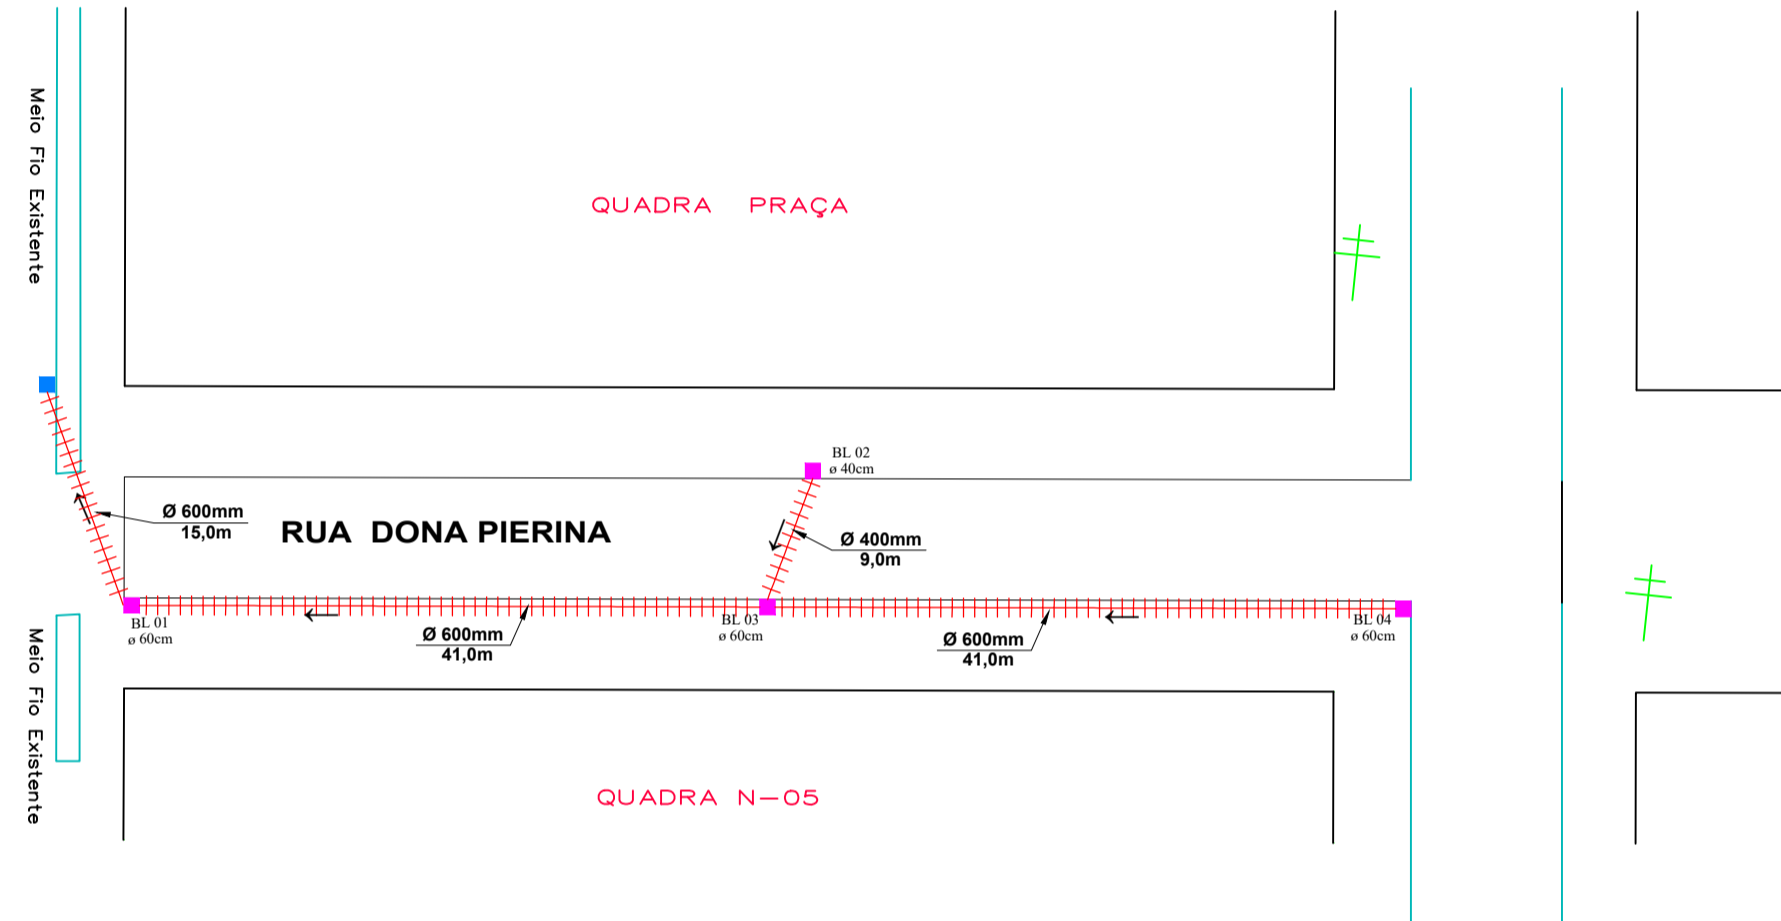 Meio Fio Existente
QUADRA PRAÇA
BL 02
ø 40cm
Ø 600mm
15,0m
RUA DONA PIERINA
Ø 400mm
9,0m
BL 01
ø 60cm
Ø 600mm
41,0m
BL 03
ø 60cm
Ø 600mm
41,0m
BL 04
ø 60cm
Meio Fio Existente
QUADRA N-05